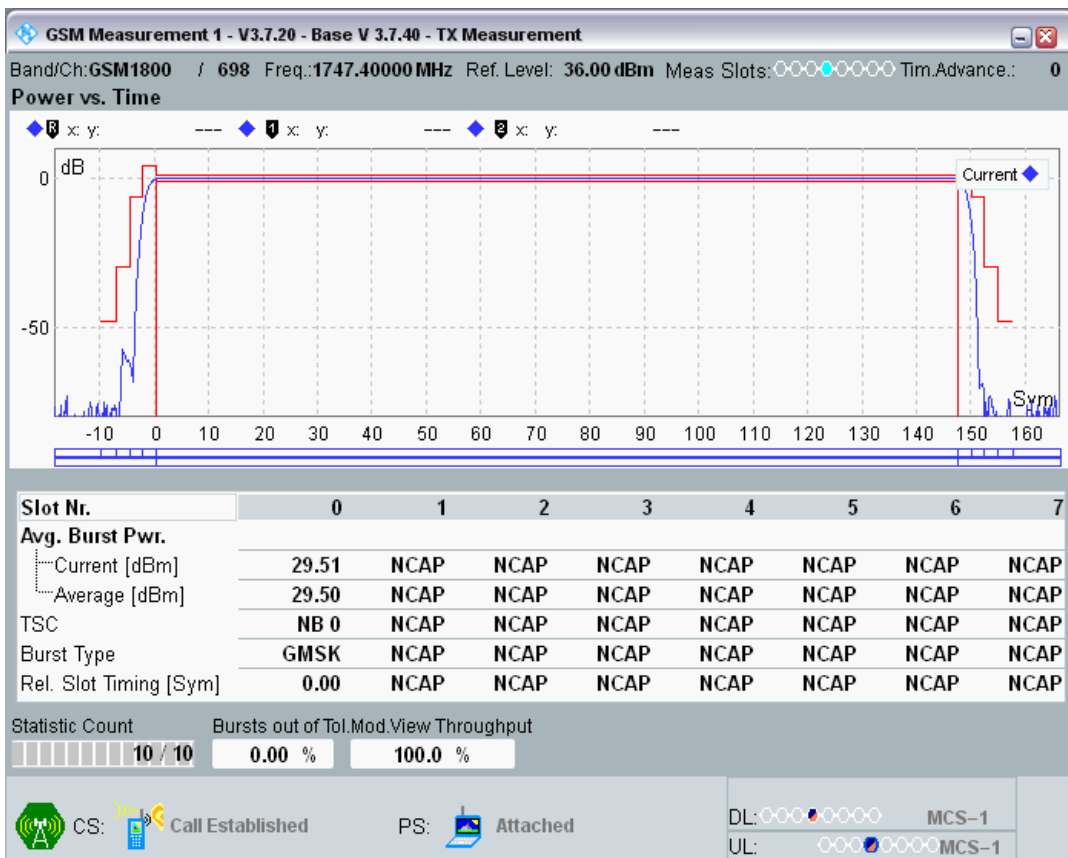 GSM Measurement 1 - V3.7.20 - Base V 3.7.40 - TX Measurement
Band/Ch:GSM1800 / 698 Freq.:1747.40000 MHz Ref. Level: 36.00 dBm Meas Slots: Tim.Advance.: 0
Power vs. Time
R x: y: --- 1 x: y: --- 2 x: y: ---
dB
Current
0
-50
Sym
-10 0 10 20 30 40 50 60 70 80 90 100 110 120 130 140 150 160
Slot Nr. 0 1 2 3 4 5 6 7
Avg. Burst Pwr.
Current [dBm] 29.51 NCAP NCAP NCAP NCAP NCAP NCAP NCAP
Average [dBm] 29.50 NCAP NCAP NCAP NCAP NCAP NCAP NCAP
TSC NB 0 NCAP NCAP NCAP NCAP NCAP NCAP NCAP
Burst Type GMSK NCAP NCAP NCAP NCAP NCAP NCAP NCAP
Rel. Slot Timing [Sym] 0.00 NCAP NCAP NCAP NCAP NCAP NCAP NCAP
Statistic Count Bursts out of Tol. Mod.View Throughput
10 / 10 0.00 % 100.0 %
CS: Call Established PS: Attached DL: MCS-1
UL: MCS-1